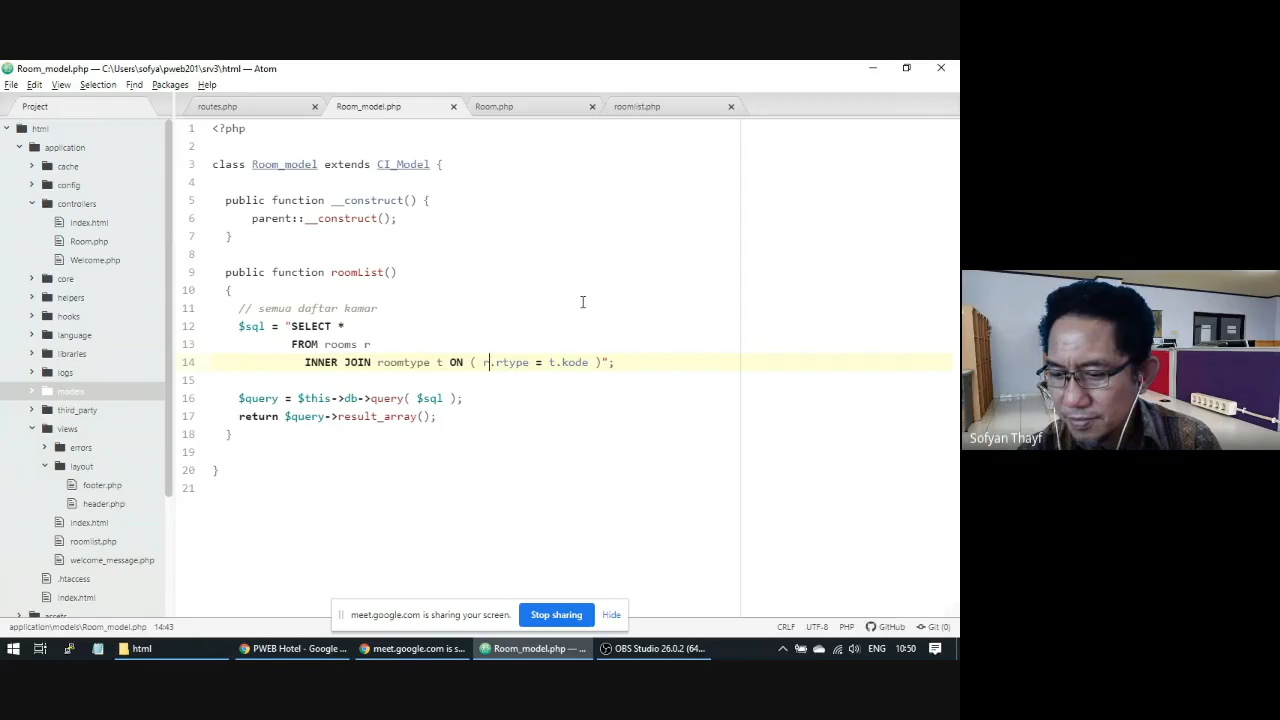 Room_model.php — C:\Users\sofya\pweb201\srv3\html — Atom
File Edit View Selection Find Packages Help
Project
routes.php
Room_model.php
Room.php
roomlist.php
html
application
cache
config
controllers
index.html
Room.php
Welcome.php
core
helpers
hooks
language
libraries
logs
models
third_party
views
errors
layout
footer.php
header.php
index.html
roomlist.php
welcome_message.php
.htaccess
index.html
assets
1 <?php
2
3 class Room_model extends CI_Model {
4
5 public function __construct() {
6 parent::__construct();
7 }
8
9 public function roomList()
10 {
11 // semua daftar kamar
12 $sql = "SELECT *
13 FROM rooms r
14 INNER JOIN roomtype t ON ( r.rtype = t.kode )";
15
16 $query = $this->db->query( $sql );
17 return $query->result_array();
18 }
19
20 }
21
Sofyan Thayf
meet.google.com is sharing your screen. Stop sharing Hide
application\models\Room_model.php 14:43
CRLF UTF-8 PHP GitHub Git (0)
html
PWEB Hotel - Google ...
meet.google.com is s...
Room_model.php — ...
OBS Studio 26.0.2 (64...
ENG 10:50